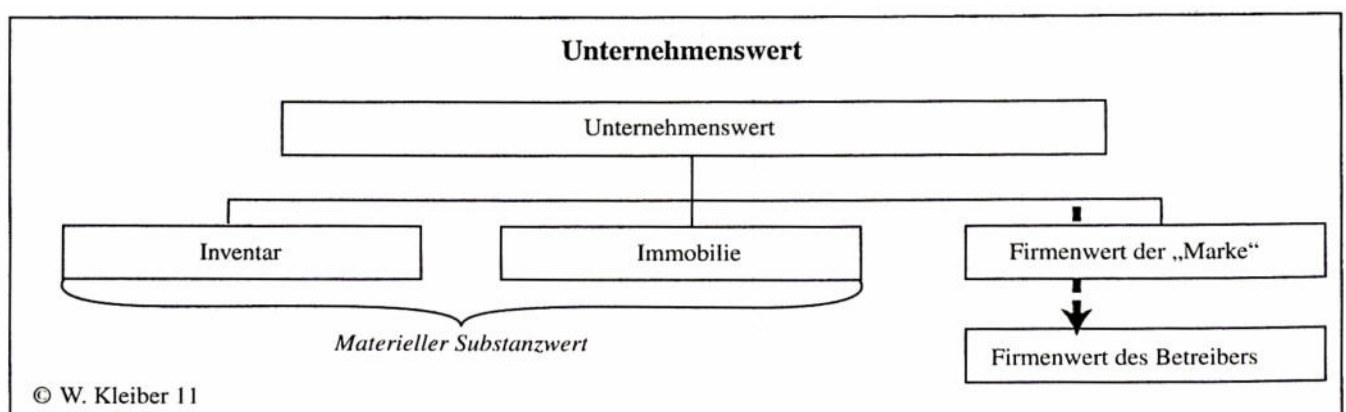 Unternehmenswert
Unternehmenswert
Inventar
Immobilie
Firmenwert der „Marke“
Materieller Substanzwert
Firmenwert des Betreibers
© W. Kleiber 11